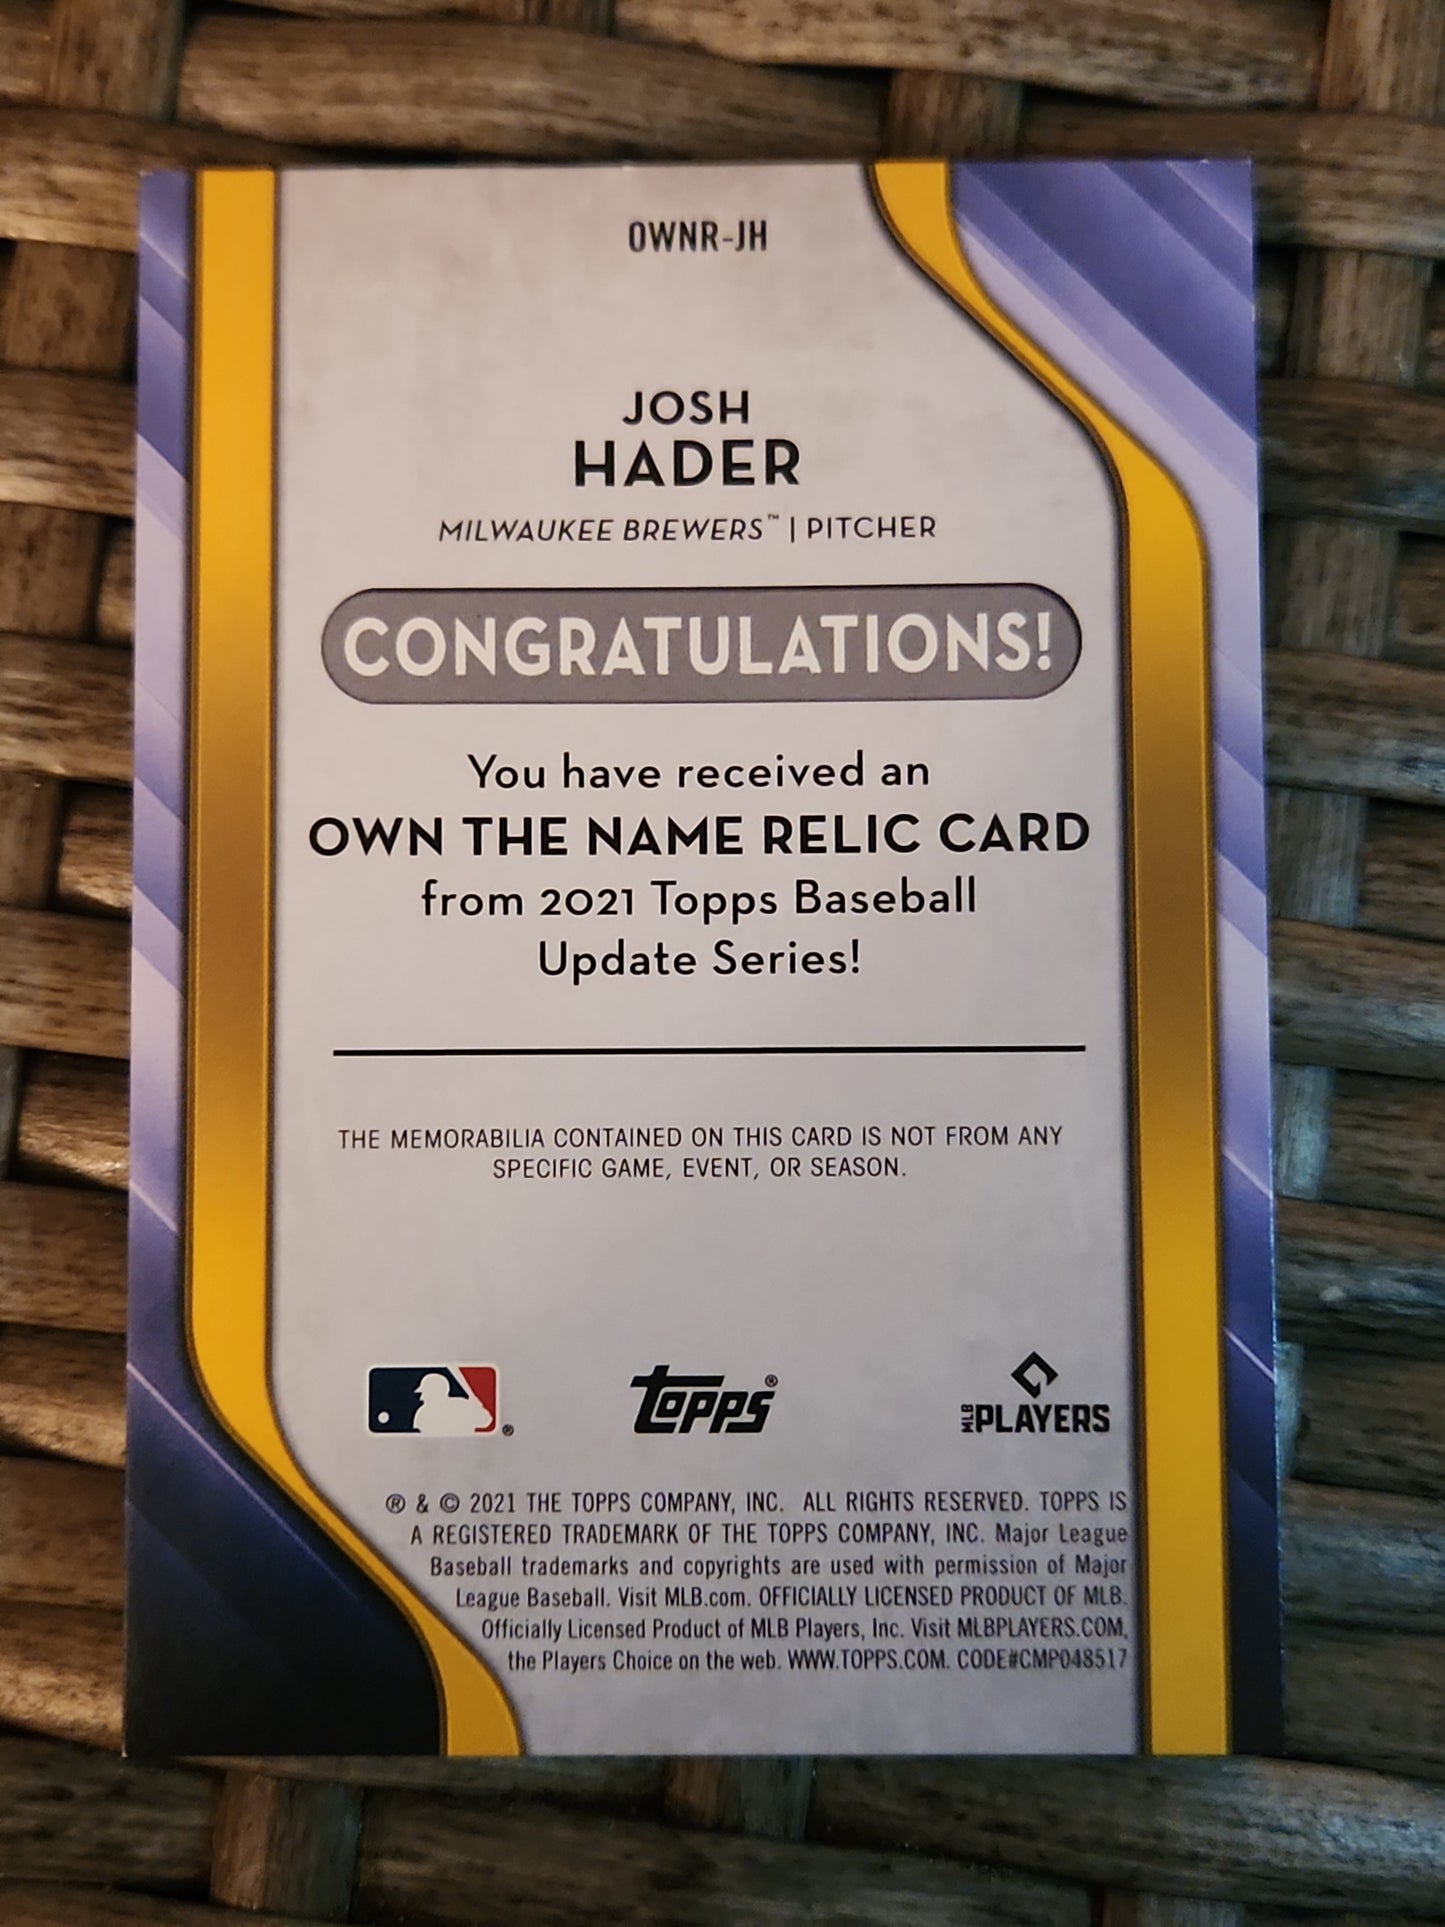 OWNR-JH
JOSH
HADER
MILWAUKEE BREWERS™ | PITCHER
CONGRATULATIONS!
You have received an
OWN THE NAME RELIC CARD
from 2021 Topps Baseball
Update Series!
THE MEMORABILIA CONTAINED ON THIS CARD IS NOT FROM ANY
SPECIFIC GAME, EVENT, OR SEASON.
® topps® MLB PLAYERS
® & © 2021 THE TOPPS COMPANY, INC. ALL RIGHTS RESERVED. TOPPS IS
A REGISTERED TRADEMARK OF THE TOPPS COMPANY, INC. Major League
Baseball trademarks and copyrights are used with permission of Major
League Baseball. Visit MLB.com. OFFICIALLY LICENSED PRODUCT OF MLB.
Officially Licensed Product of MLB Players, Inc. Visit MLBPLAYERS.COM,
the Players Choice on the web. WWW.TOPPS.COM. CODE#CMP048517